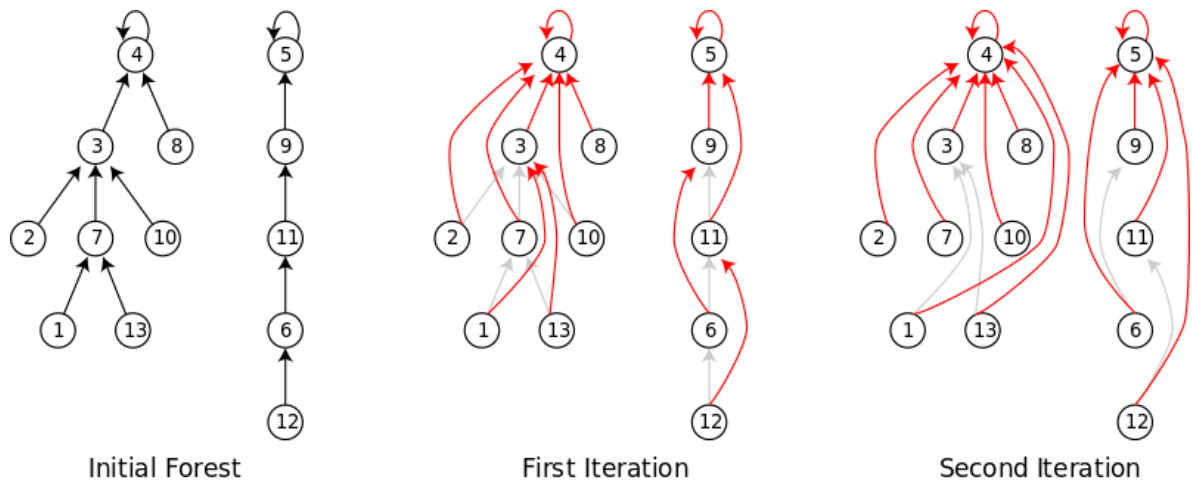 4 5 4 5 4 5
3 8 9 3 8 9 3 8 9
2 7 10 11 2 7 10 11 2 7 10 11
1 13 6 1 13 6 1 13 6
12 12 12
Initial Forest First Iteration Second Iteration